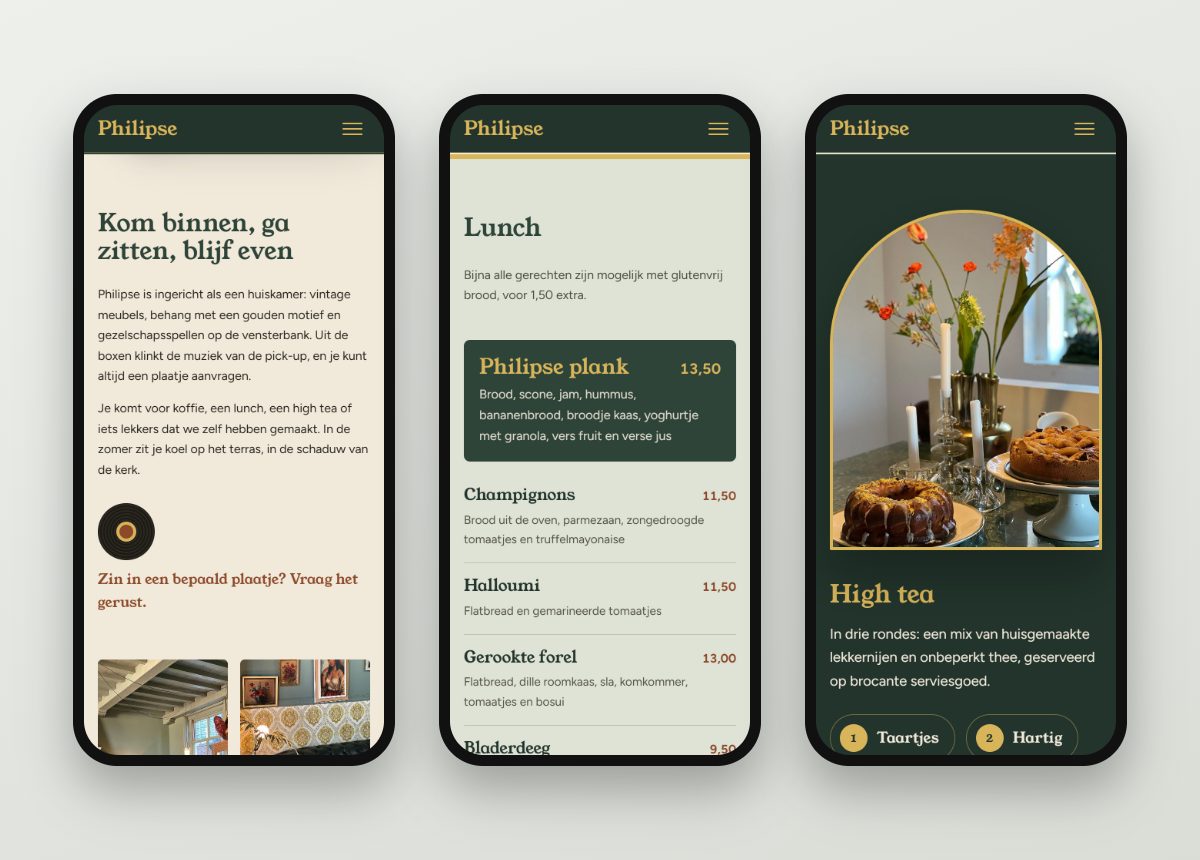 Philipse
Kom binnen, ga
zitten, blijf even
Philipse is ingericht als een huiskamer: vintage
meubels, behang met een gouden motief en
gezelschapsspellen op de vensterbank. Uit de
boxen klinkt de muziek van de pick-up, en je kunt
altijd een plaatje aanvragen.
Je komt voor koffie, een lunch, een high tea of
iets lekkers dat we zelf hebben gemaakt. In de
zomer zit je koel op het terras, in de schaduw van
de kerk.
Zin in een bepaald plaatje? Vraag het
gerust.
Philipse
Lunch
Bijna alle gerechten zijn mogelijk met glutenvrij
brood, voor 1,50 extra.
Philipse plank 13,50
Brood, scone, jam, hummus,
bananenbrood, broodje kaas, yoghurtje
met granola, vers fruit en verse jus
Champignons 11,50
Brood uit de oven, parmezaan, zongedroogde
tomaatjes en truffelmayonaise
Halloumi 11,50
Flatbread en gemarineerde tomaatjes
Gerookte forel 13,00
Flatbread, dille roomkaas, sla, komkommer,
tomaatjes en bosui
Bladerdeeg 9,50
Philipse
High tea
In drie rondes: een mix van huisgemaakte
lekkernijen en onbeperkt thee, geserveerd
op brocante serviesgoed.
1 Taartjes 2 Hartig